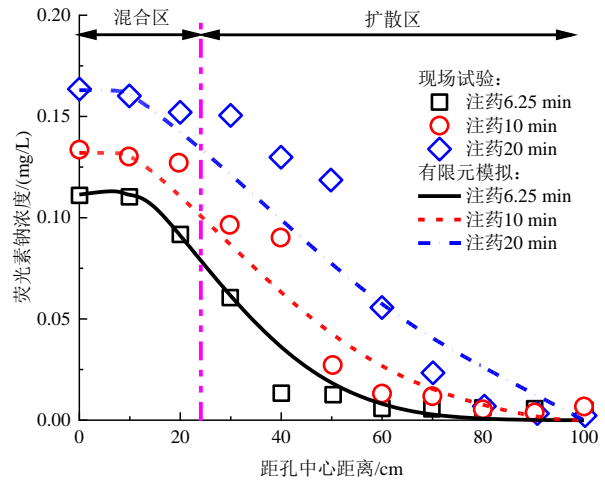 混合区
扩散区
0.20
0.15
0.10
0.05
0.00
荧光素钠浓度/(mg/L)
现场试验：
注药6.25 min
注药10 min
注药20 min
有限元模拟：
注药6.25 min
注药10 min
注药20 min
0
20
40
60
80
100
距孔中心距离/cm